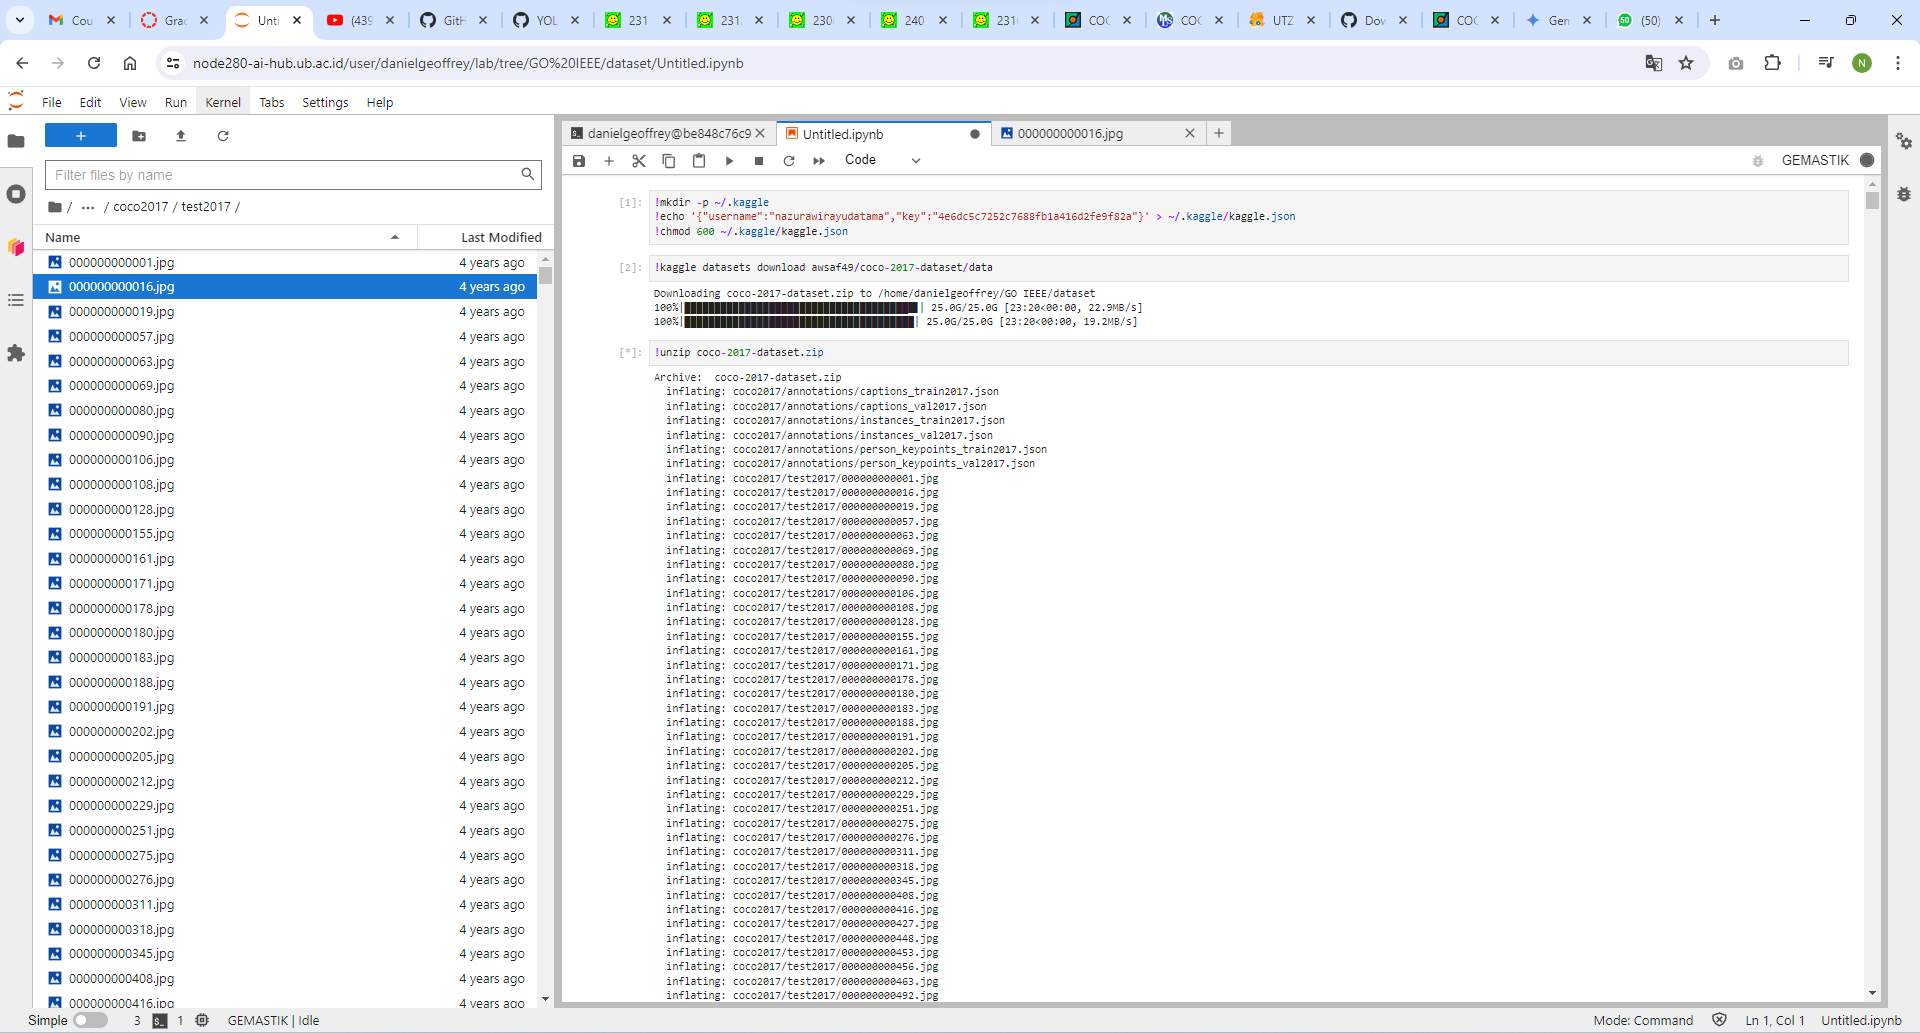 Cou
Grac
Unti
(439
GitH
YOL
231
231.
230
240
231
COC
COC
UTZ
Dov
COC
Gen
(50)
node280-ai-hub.ub.ac.id/user/danielgeoffrey/lab/tree/GO%20IEEE/dataset/Untitled.ipynb
N
File Edit View Run Kernel Tabs Settings Help
Filter files by name
/ ... / coco2017 / test2017 /
Name Last Modified
000000000001.jpg 4 years ago
000000000016.jpg 4 years ago
000000000019.jpg 4 years ago
000000000057.jpg 4 years ago
000000000063.jpg 4 years ago
000000000069.jpg 4 years ago
000000000080.jpg 4 years ago
000000000090.jpg 4 years ago
000000000106.jpg 4 years ago
000000000108.jpg 4 years ago
000000000128.jpg 4 years ago
000000000155.jpg 4 years ago
000000000161.jpg 4 years ago
000000000171.jpg 4 years ago
000000000178.jpg 4 years ago
000000000180.jpg 4 years ago
000000000183.jpg 4 years ago
000000000188.jpg 4 years ago
000000000191.jpg 4 years ago
000000000202.jpg 4 years ago
000000000205.jpg 4 years ago
000000000212.jpg 4 years ago
000000000229.jpg 4 years ago
000000000251.jpg 4 years ago
000000000275.jpg 4 years ago
000000000276.jpg 4 years ago
000000000311.jpg 4 years ago
000000000318.jpg 4 years ago
000000000345.jpg 4 years ago
000000000408.jpg 4 years ago
000000000416.jpg 4 years ago
danielgeoffrey@be848c76c9
Untitled.ipynb
000000000016.jpg
Code
GEMASTIK
[1]: !mkdir -p ~/.kaggle
!echo '{"username":"nazurawirayudatama","key":"4e6dc5c7252c7688fb1a416d2fe9f82a"}' > ~/.kaggle/kaggle.json
!chmod 600 ~/.kaggle/kaggle.json
[2]: !kaggle datasets download awsaf49/coco-2017-dataset/data
Downloading coco-2017-dataset.zip to /home/danielgeoffrey/GO IEEE/dataset
100%| | 25.0G/25.0G [23:20<00:00, 22.9MB/s]
100%| | 25.0G/25.0G [23:20<00:00, 19.2MB/s]
[*]: !unzip coco-2017-dataset.zip
Archive: coco-2017-dataset.zip
inflating: coco2017/annotations/captions_train2017.json
inflating: coco2017/annotations/captions_val2017.json
inflating: coco2017/annotations/instances_train2017.json
inflating: coco2017/annotations/instances_val2017.json
inflating: coco2017/annotations/person_keypoints_train2017.json
inflating: coco2017/annotations/person_keypoints_val2017.json
inflating: coco2017/test2017/000000000001.jpg
inflating: coco2017/test2017/000000000016.jpg
inflating: coco2017/test2017/000000000019.jpg
inflating: coco2017/test2017/000000000057.jpg
inflating: coco2017/test2017/000000000063.jpg
inflating: coco2017/test2017/000000000069.jpg
inflating: coco2017/test2017/000000000080.jpg
inflating: coco2017/test2017/000000000090.jpg
inflating: coco2017/test2017/000000000106.jpg
inflating: coco2017/test2017/000000000108.jpg
inflating: coco2017/test2017/000000000128.jpg
inflating: coco2017/test2017/000000000155.jpg
inflating: coco2017/test2017/000000000161.jpg
inflating: coco2017/test2017/000000000171.jpg
inflating: coco2017/test2017/000000000178.jpg
inflating: coco2017/test2017/000000000180.jpg
inflating: coco2017/test2017/000000000183.jpg
inflating: coco2017/test2017/000000000188.jpg
inflating: coco2017/test2017/000000000191.jpg
inflating: coco2017/test2017/000000000202.jpg
inflating: coco2017/test2017/000000000205.jpg
inflating: coco2017/test2017/000000000212.jpg
inflating: coco2017/test2017/000000000229.jpg
inflating: coco2017/test2017/000000000251.jpg
inflating: coco2017/test2017/000000000275.jpg
inflating: coco2017/test2017/000000000276.jpg
inflating: coco2017/test2017/000000000311.jpg
inflating: coco2017/test2017/000000000318.jpg
inflating: coco2017/test2017/000000000345.jpg
inflating: coco2017/test2017/000000000408.jpg
inflating: coco2017/test2017/000000000416.jpg
inflating: coco2017/test2017/000000000427.jpg
inflating: coco2017/test2017/000000000448.jpg
inflating: coco2017/test2017/000000000453.jpg
inflating: coco2017/test2017/000000000456.jpg
inflating: coco2017/test2017/000000000463.jpg
inflating: coco2017/test2017/000000000492.jpg
Simple 3 1 GEMASTIK | Idle Mode: Command Ln 1, Col 1 Untitled.ipynb